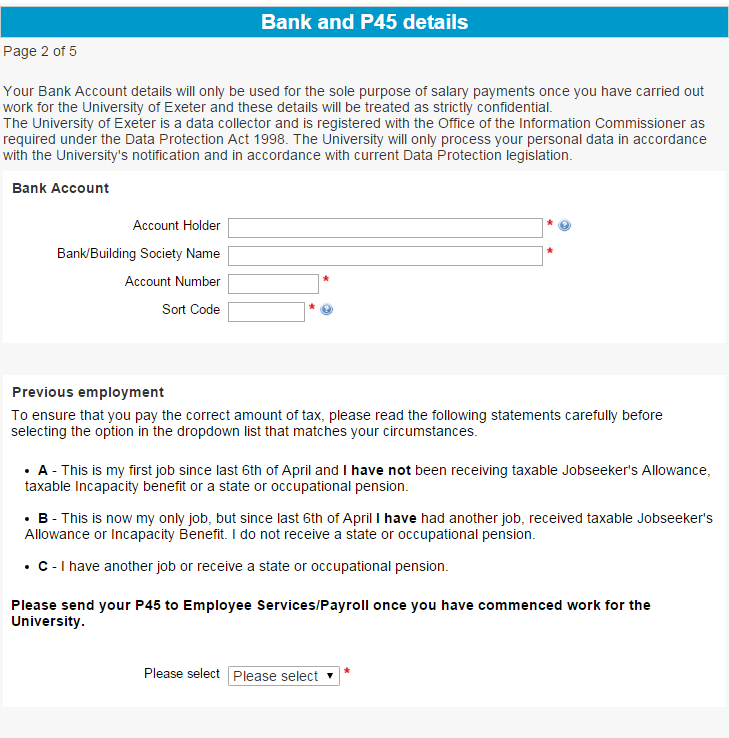 Bank and P45 details
Page 2 of 5
Your Bank Account details will only be used for the sole purpose of salary payments once you have carried out
work for the University of Exeter and these details will be treated as strictly confidential.
The University of Exeter is a data collector and is registered with the Office of the Information Commissioner as
required under the Data Protection Act 1998. The University will only process your personal data in accordance
with the University's notification and in accordance with current Data Protection legislation.
Bank Account
Account Holder * ?
Bank/Building Society Name *
Account Number *
Sort Code * ?
Previous employment
To ensure that you pay the correct amount of tax, please read the following statements carefully before
selecting the option in the dropdown list that matches your circumstances.
• A - This is my first job since last 6th of April and I have not been receiving taxable Jobseeker's Allowance,
taxable Incapacity benefit or a state or occupational pension.
• B - This is now my only job, but since last 6th of April I have had another job, received taxable Jobseeker's
Allowance or Incapacity Benefit. I do not receive a state or occupational pension.
• C - I have another job or receive a state or occupational pension.
Please send your P45 to Employee Services/Payroll once you have commenced work for the
University.
Please select Please select ▼ *